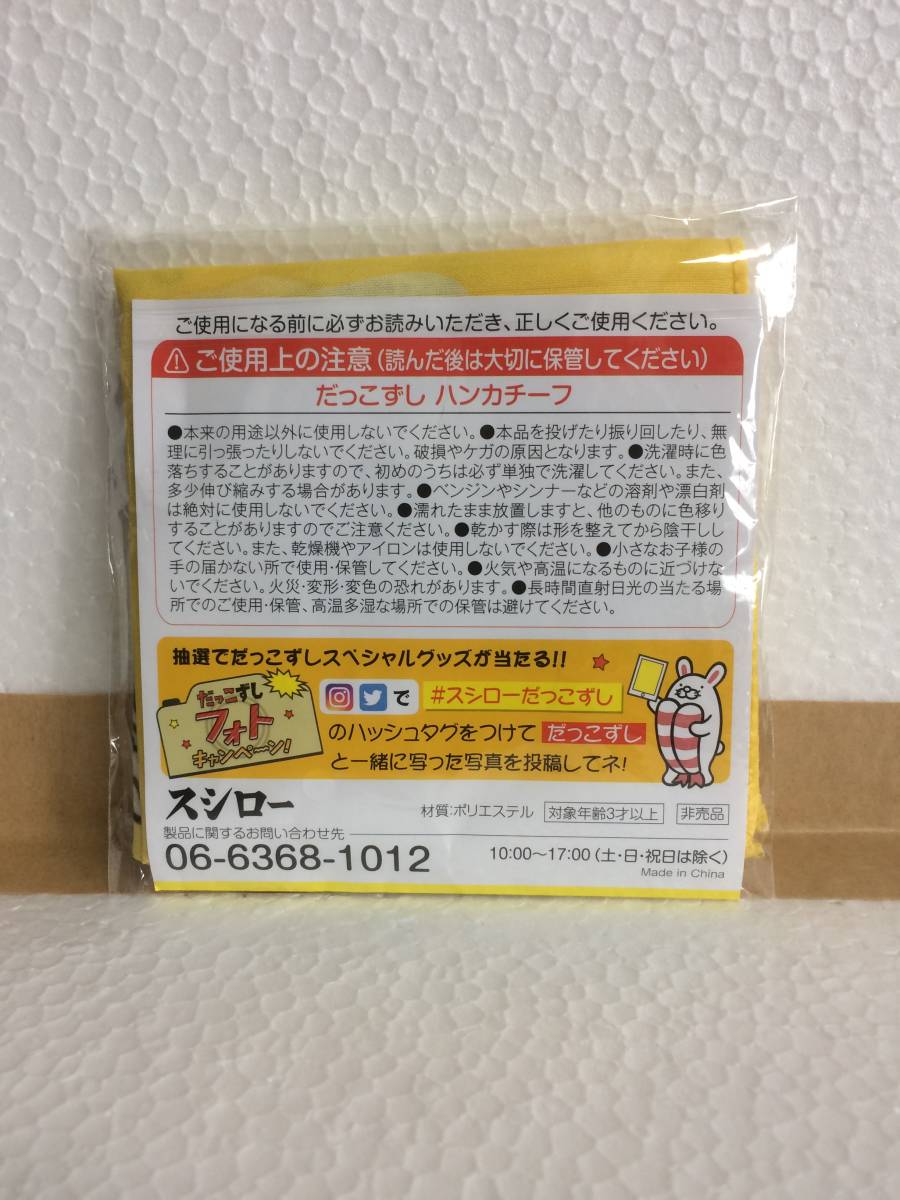 ご使用になる前に必ずお読みいただき、正しくご使用ください。
ご使用上の注意(読んだ後は大切に保管してください)
だっこずし ハンカチーフ
●本来の用途以外に使用しないでください。●本品を投げたり振り回したり、無
理に引っ張ったりしないでください。破損やケガの原因となります。●洗濯時に色
落ちすることがありますので、初めのうちは必ず単独で洗濯してください。また、
多少伸び縮みする場合があります。●ベンジンやシンナーなどの溶剤や漂白剤
は絶対に使用しないでください。●濡れたまま放置しますと、他のものに色移り
することがありますのでご注意ください。●乾かす際は形を整えてから陰干しし
てください。また、乾燥機やアイロンは使用しないでください。●小さなお子様の
手の届かない所で使用・保管してください。●火気や高温になるものに近づけな
いでください。火災・変形・変色の恐れがあります。●長時間直射日光の当たる場
所でのご使用・保管、高温多湿な場所での保管は避けてください。
抽選でだっこずしスペシャルグッズが当たる!!
だっこずし
フォト
キャンペーン!
で #スシローだっこずし
のハッシュタグをつけて だっこずし
と一緒に写った写真を投稿してネ!
スシロー
材質:ポリエステル 対象年齢3才以上 非売品
製品に関するお問い合わせ先
06-6368-1012 10:00〜17:00(土・日・祝日は除く)
Made in China